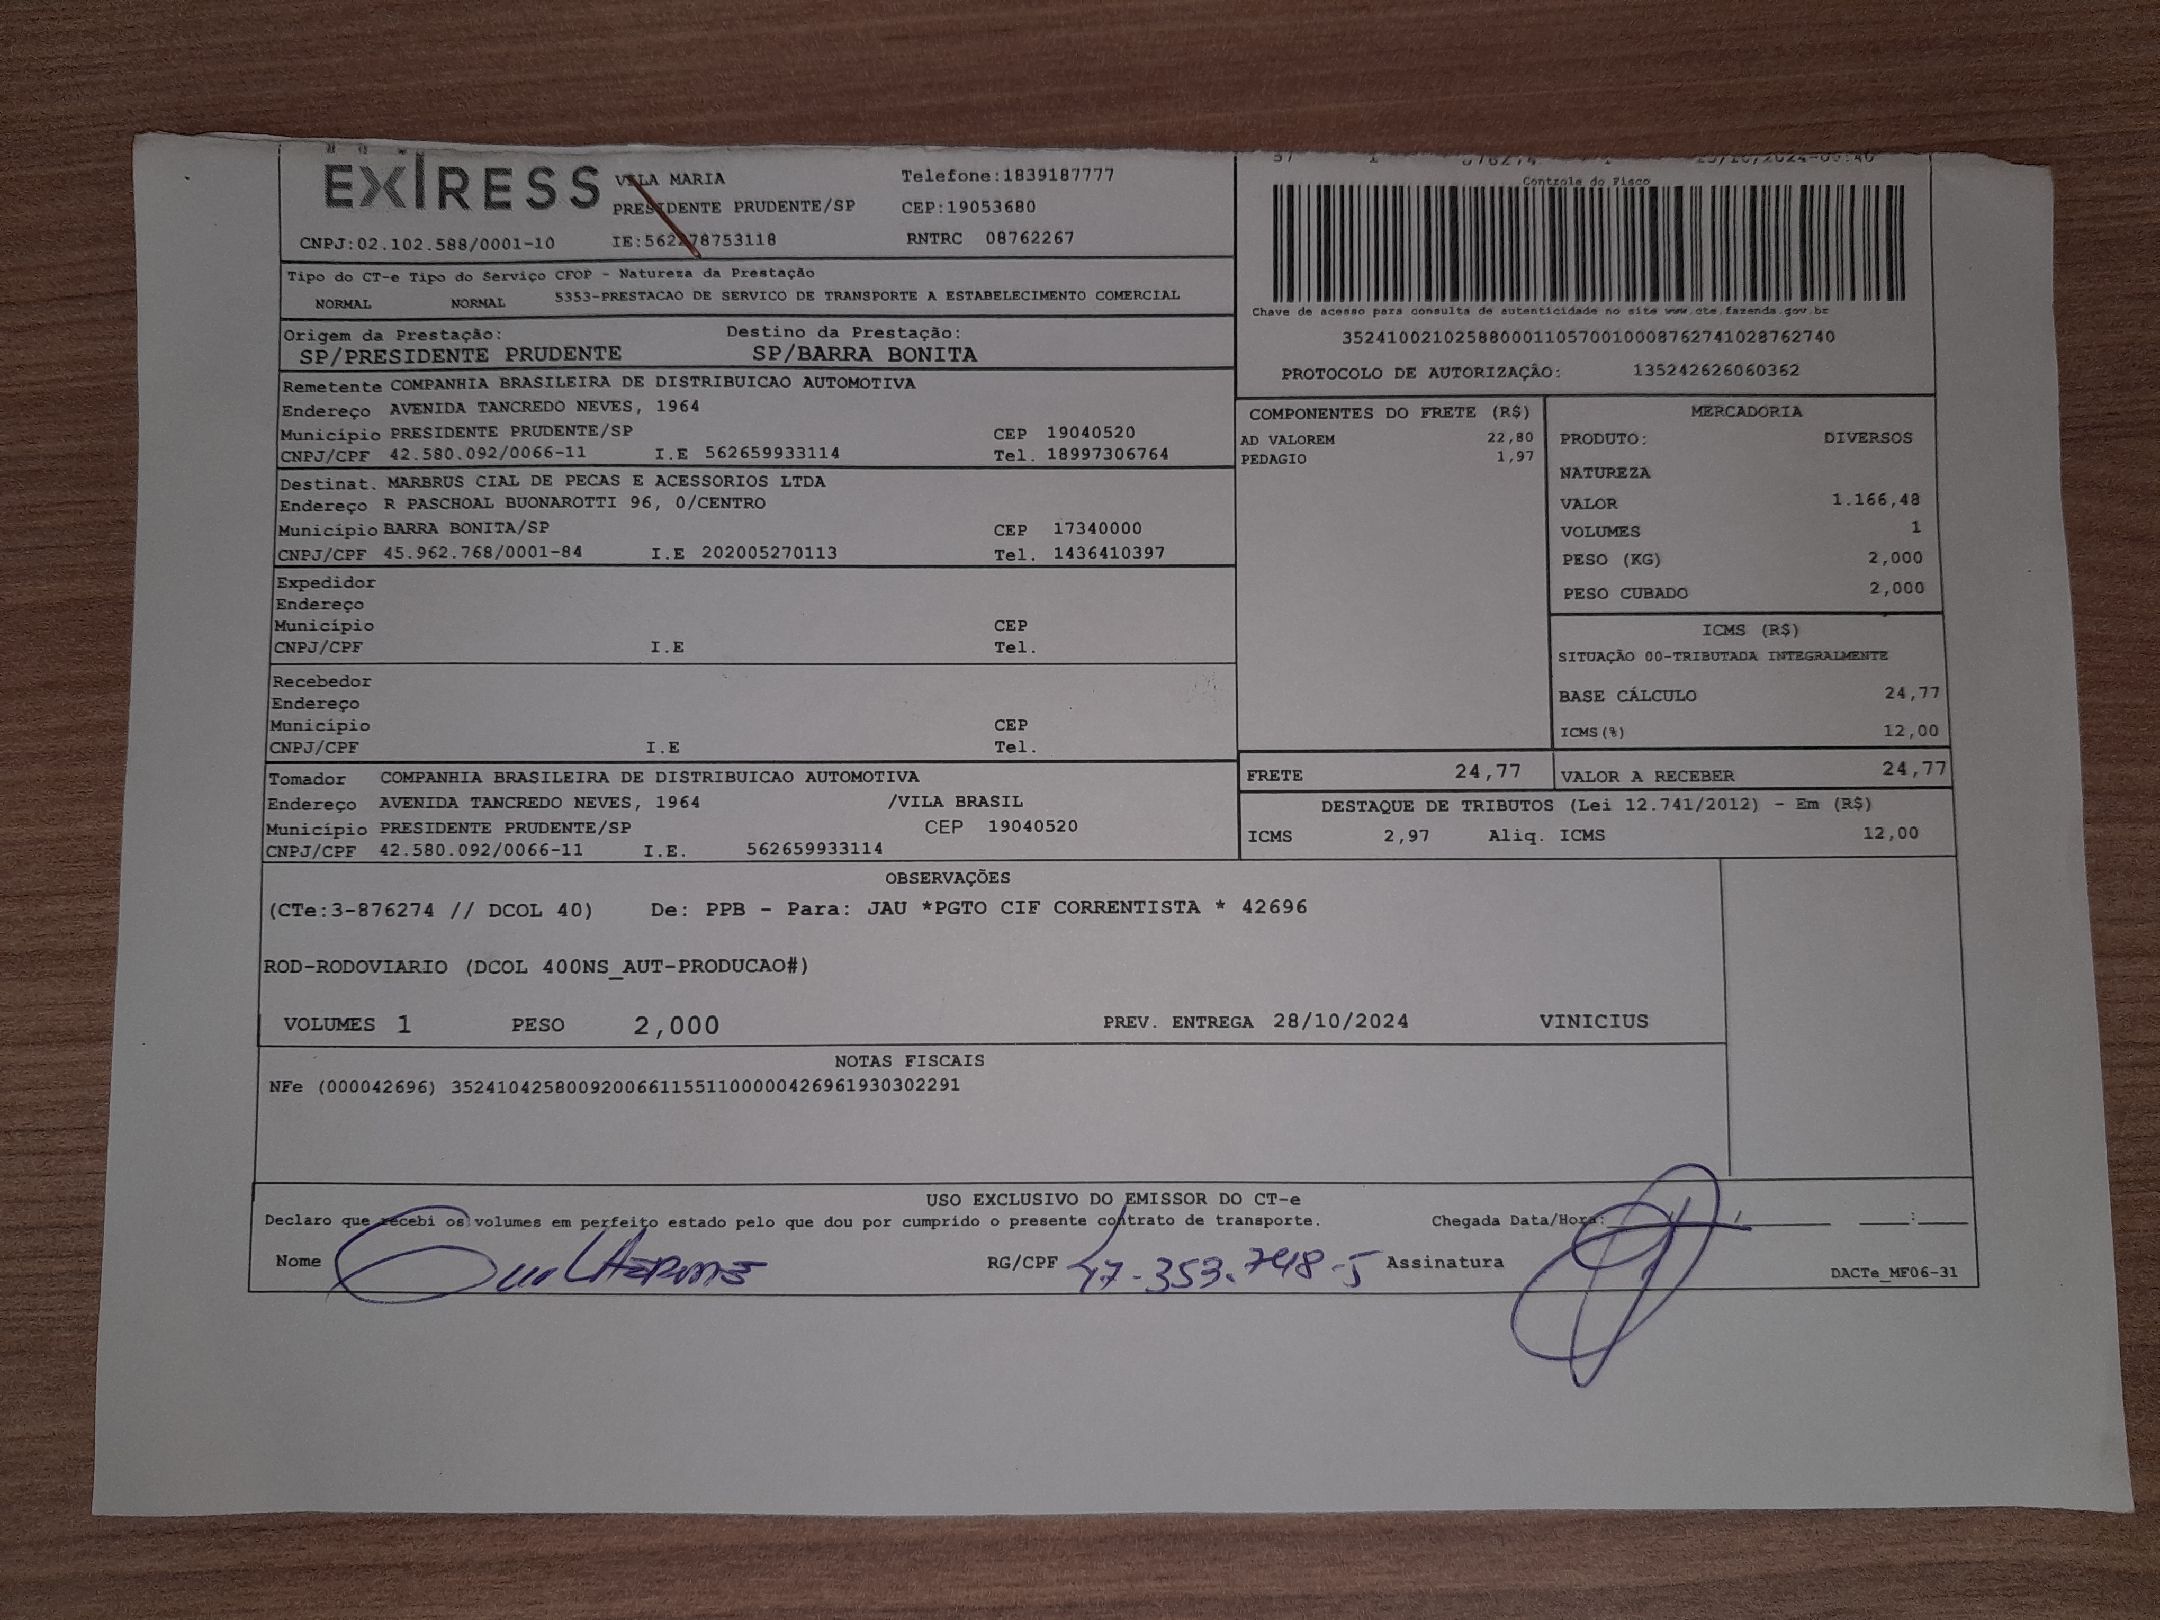 EXIRESS
VILA MARIA Telefone:1839187777
PRESIDENTE PRUDENTE/SP CEP:19053680
CNPJ:02.102.588/0001-10 IE:562278753118 RNTRC 08762267
Tipo do CT-e Tipo do Serviço CFOP - Natureza da Prestação
NORMAL NORMAL 5353-PRESTACAO DE SERVICO DE TRANSPORTE A ESTABELECIMENTO COMERCIAL
Origem da Prestação: Destino da Prestação:
SP/PRESIDENTE PRUDENTE SP/BARRA BONITA
Remetente COMPANHIA BRASILEIRA DE DISTRIBUICAO AUTOMOTIVA
Endereço AVENIDA TANCREDO NEVES, 1964
Município PRESIDENTE PRUDENTE/SP CEP 19040520
CNPJ/CPF 42.580.092/0066-11 I.E 562659933114 Tel. 18997306764
Destinat. MARBRUS CIAL DE PECAS E ACESSORIOS LTDA
Endereço R PASCHOAL BUONAROTTI 96, 0/CENTRO
Município BARRA BONITA/SP CEP 17340000
CNPJ/CPF 45.962.768/0001-84 I.E 202005270113 Tel. 1436410397
Expedidor
Endereço
Município CEP
CNPJ/CPF I.E Tel.
Recebedor
Endereço
Município CEP
CNPJ/CPF I.E Tel.
Tomador COMPANHIA BRASILEIRA DE DISTRIBUICAO AUTOMOTIVA
Endereço AVENIDA TANCREDO NEVES, 1964 /VILA BRASIL
Município PRESIDENTE PRUDENTE/SP CEP 19040520
CNPJ/CPF 42.580.092/0066-11 I.E. 562659933114
57 1 876274 1
Controle do Fisco
Chave de acesso para consulta de autenticidade no site www.cte.fazenda.gov.br
35241002102588000110570010008762741028762740
PROTOCOLO DE AUTORIZAÇÃO: 135242626060362
COMPONENTES DO FRETE (R$)
AD VALOREM 22,80
PEDAGIO 1,97
MERCADORIA
PRODUTO: DIVERSOS
NATUREZA
VALOR 1.166,48
VOLUMES 1
PESO (KG) 2,000
PESO CUBADO 2,000
ICMS (R$)
SITUAÇÃO 00-TRIBUTADA INTEGRALMENTE
BASE CÁLCULO 24,77
ICMS(%) 12,00
FRETE 24,77 VALOR A RECEBER 24,77
DESTAQUE DE TRIBUTOS (Lei 12.741/2012) - Em (R$)
ICMS 2,97 Aliq. ICMS 12,00
OBSERVAÇÕES
(CTe:3-876274 // DCOL 40) De: PPB - Para: JAU *PGTO CIF CORRENTISTA * 42696
ROD-RODOVIARIO (DCOL 400NS_AUT-PRODUCAO#)
VOLUMES 1 PESO 2,000 PREV. ENTREGA 28/10/2024 VINICIUS
NOTAS FISCAIS
NFe (000042696) 35241042580092006611551100000426961930302291
USO EXCLUSIVO DO EMISSOR DO CT-e
Declaro que recebi os volumes em perfeito estado pelo que dou por cumprido o presente contrato de transporte. Chegada Data/Hora:
Nome Guilherme RG/CPF 47.353.748-5 Assinatura
DACTe_MF06-31